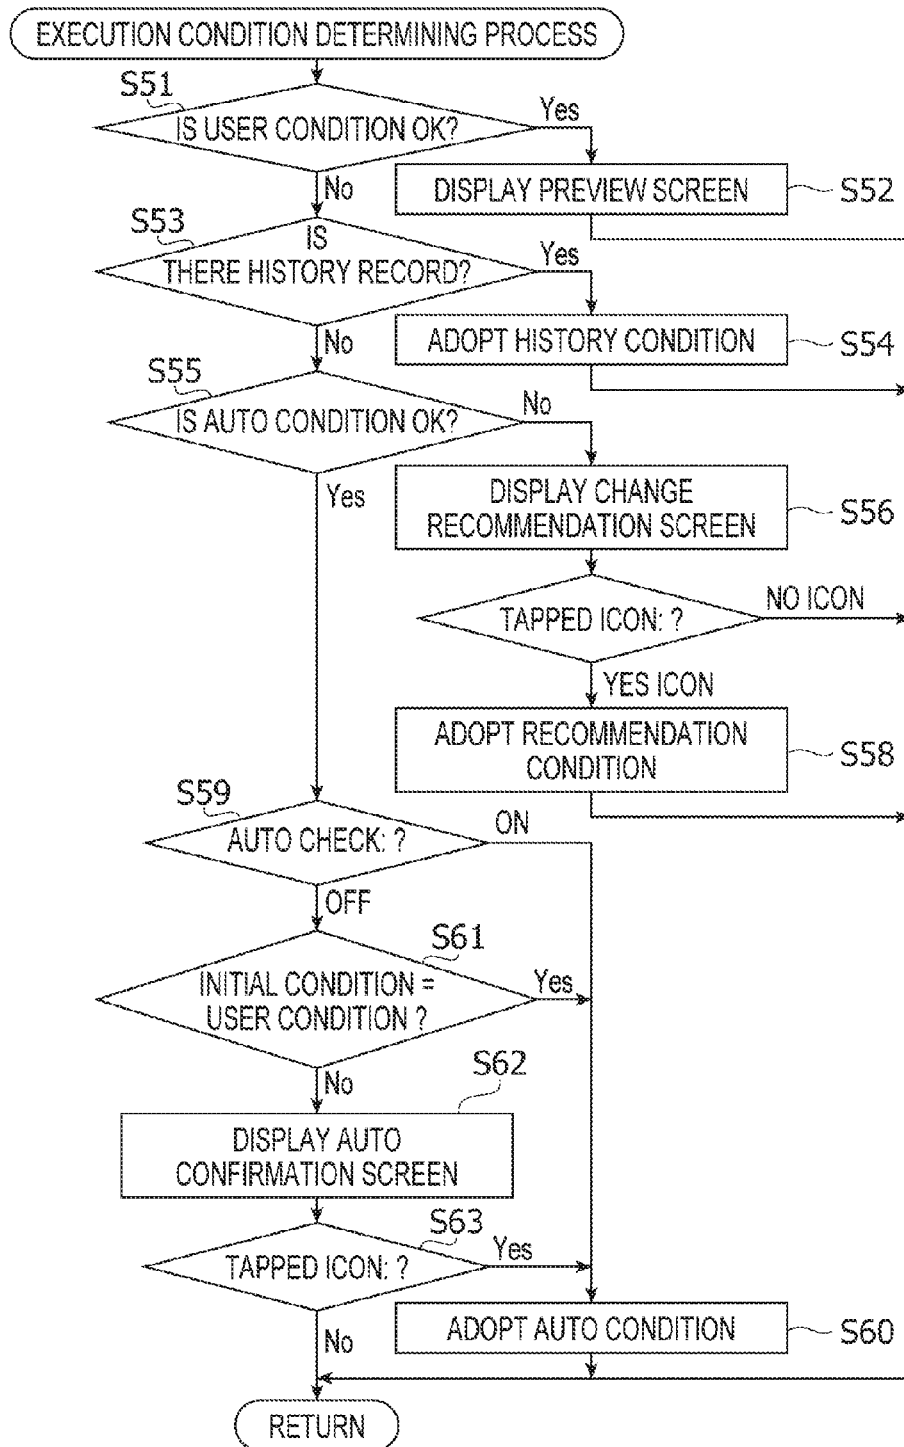 EXECUTION CONDITION DETERMINING PROCESS
S51
IS USER CONDITION OK?
Yes
No
DISPLAY PREVIEW SCREEN
S52
S53
IS
THERE HISTORY RECORD?
Yes
No
ADOPT HISTORY CONDITION
S54
S55
IS AUTO CONDITION OK?
No
Yes
DISPLAY CHANGE
RECOMMENDATION SCREEN
S56
TAPPED ICON: ?
NO ICON
YES ICON
ADOPT RECOMMENDATION
CONDITION
S58
S59
AUTO CHECK: ?
ON
OFF
S61
INITIAL CONDITION =
USER CONDITION ?
Yes
No
S62
DISPLAY AUTO
CONFIRMATION SCREEN
S63
TAPPED ICON: ?
Yes
No
ADOPT AUTO CONDITION
S60
RETURN